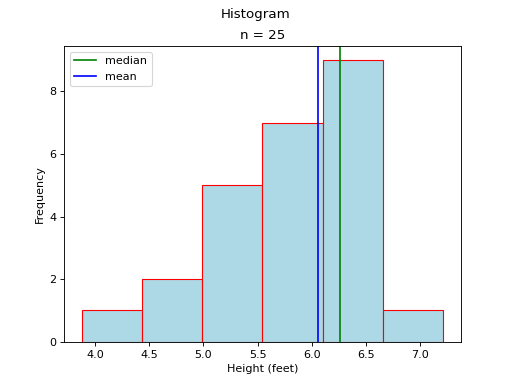 Histogram
n = 25
median
mean
Frequency
8
6
4
2
0
4.0 4.5 5.0 5.5 6.0 6.5 7.0
Height (feet)